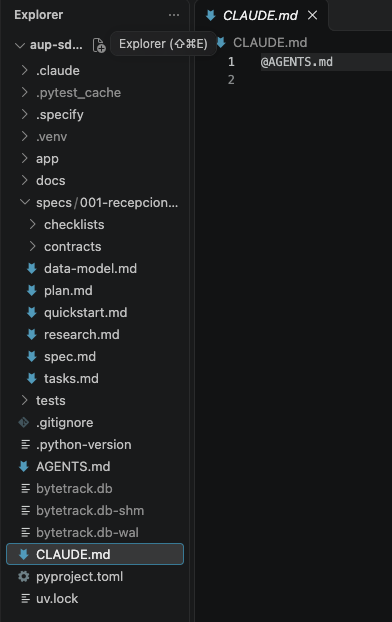 Explorer
...
aup-sd...
Explorer (⇧⌘E)
.claude
.pytest_cache
.specify
.venv
app
docs
specs/001-recepcion...
checklists
contracts
data-model.md
plan.md
quickstart.md
research.md
spec.md
tasks.md
tests
.gitignore
.python-version
AGENTS.md
bytetrack.db
bytetrack.db-shm
bytetrack.db-wal
CLAUDE.md
pyproject.toml
uv.lock
CLAUDE.md
CLAUDE.md
1 @AGENTS.md
2